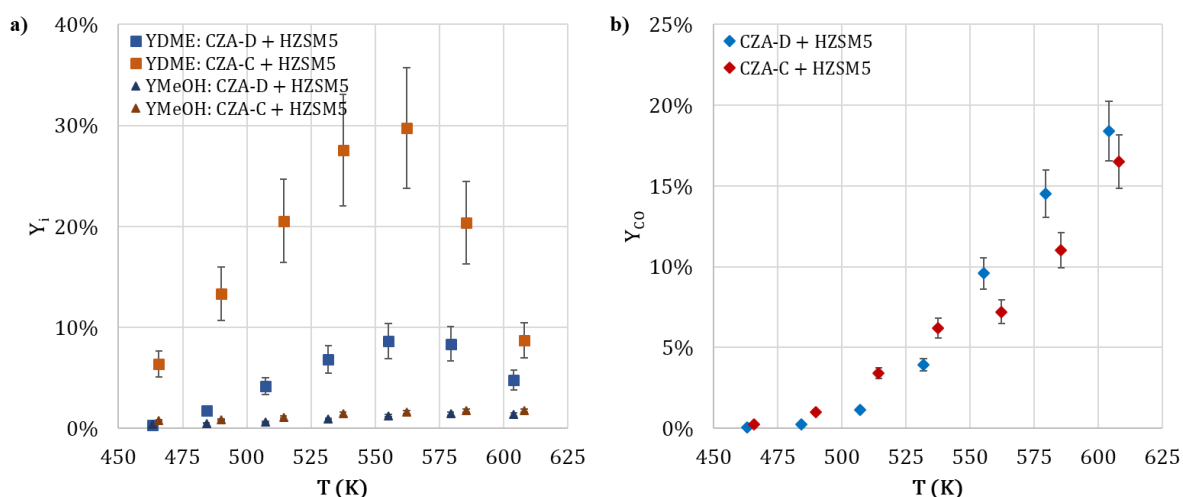 a)
40%
30%
20%
10%
0%
Yi
YDME: CZA-D + HZSM5
YDME: CZA-C + HZSM5
YMeOH: CZA-D + HZSM5
YMeOH: CZA-C + HZSM5
450 475 500 525 550 575 600 625
T (K)
b)
25%
20%
15%
10%
5%
0%
YCO
CZA-D + HZSM5
CZA-C + HZSM5
450 475 500 525 550 575 600 625
T (K)